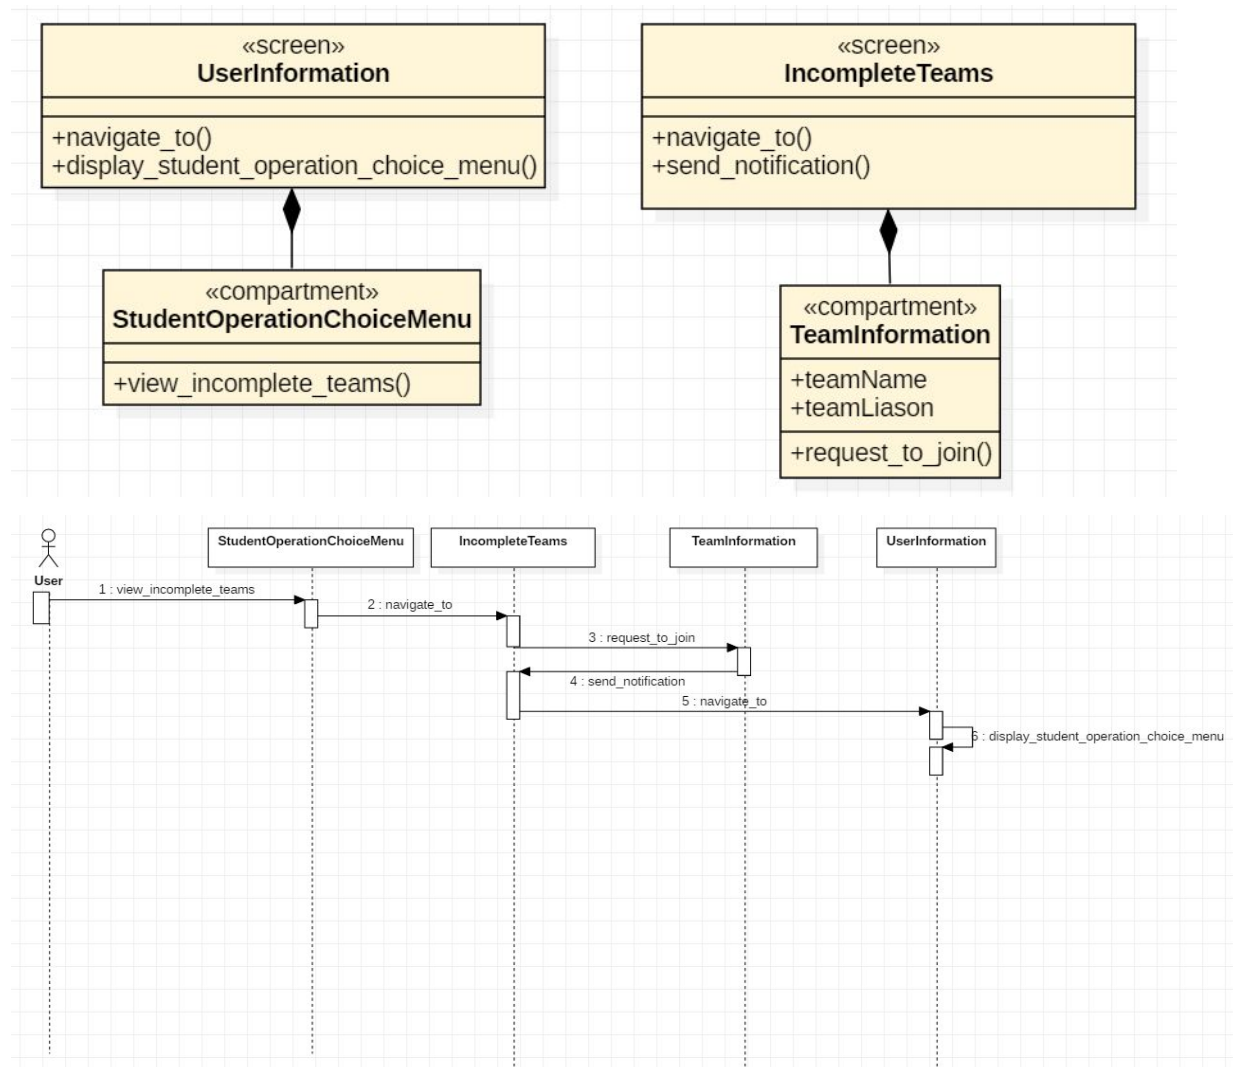 «screen»
UserInformation
+navigate_to()
+display_student_operation_choice_menu()
«compartment»
StudentOperationChoiceMenu
+view_incomplete_teams()
«screen»
IncompleteTeams
+navigate_to()
+send_notification()
«compartment»
TeamInformation
+teamName
+teamLiason
+request_to_join()
User
StudentOperationChoiceMenu
IncompleteTeams
TeamInformation
UserInformation
1 : view_incomplete_teams
2 : navigate_to
3 : request_to_join
4 : send_notification
5 : navigate_to
6 : display_student_operation_choice_menu